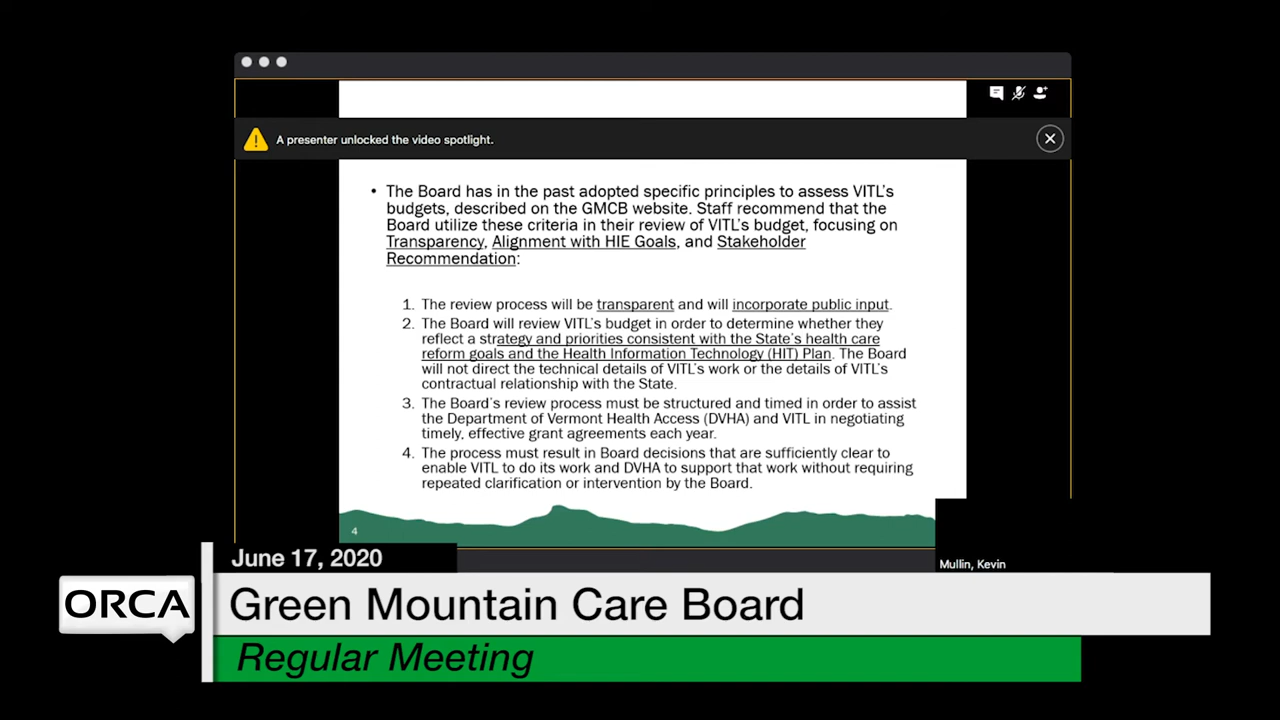 A presenter unlocked the video spotlight.
• The Board has in the past adopted specific principles to assess VITL's
budgets, described on the GMCB website. Staff recommend that the
Board utilize these criteria in their review of VITL's budget, focusing on
Transparency, Alignment with HIE Goals, and Stakeholder
Recommendation:
1. The review process will be transparent and will incorporate public input.
2. The Board will review VITL's budget in order to determine whether they
reflect a strategy and priorities consistent with the State's health care
reform goals and the Health Information Technology (HIT) Plan. The Board
will not direct the technical details of VITL's work or the details of VITL's
contractual relationship with the State.
3. The Board's review process must be structured and timed in order to assist
the Department of Vermont Health Access (DVHA) and VITL in negotiating
timely, effective grant agreements each year.
4. The process must result in Board decisions that are sufficiently clear to
enable VITL to do its work and DVHA to support that work without requiring
repeated clarification or intervention by the Board.
4
Mullin, Kevin
June 17, 2020
ORCA
Green Mountain Care Board
Regular Meeting